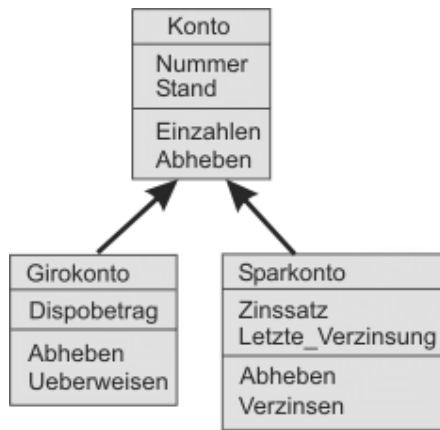 Konto
Nummer
Stand
Einzahlen
Abheben
Girokonto
Dispobetrag
Abheben
Ueberweisen
Sparkonto
Zinssatz
Letzte_Verzinsung
Abheben
Verzinsen